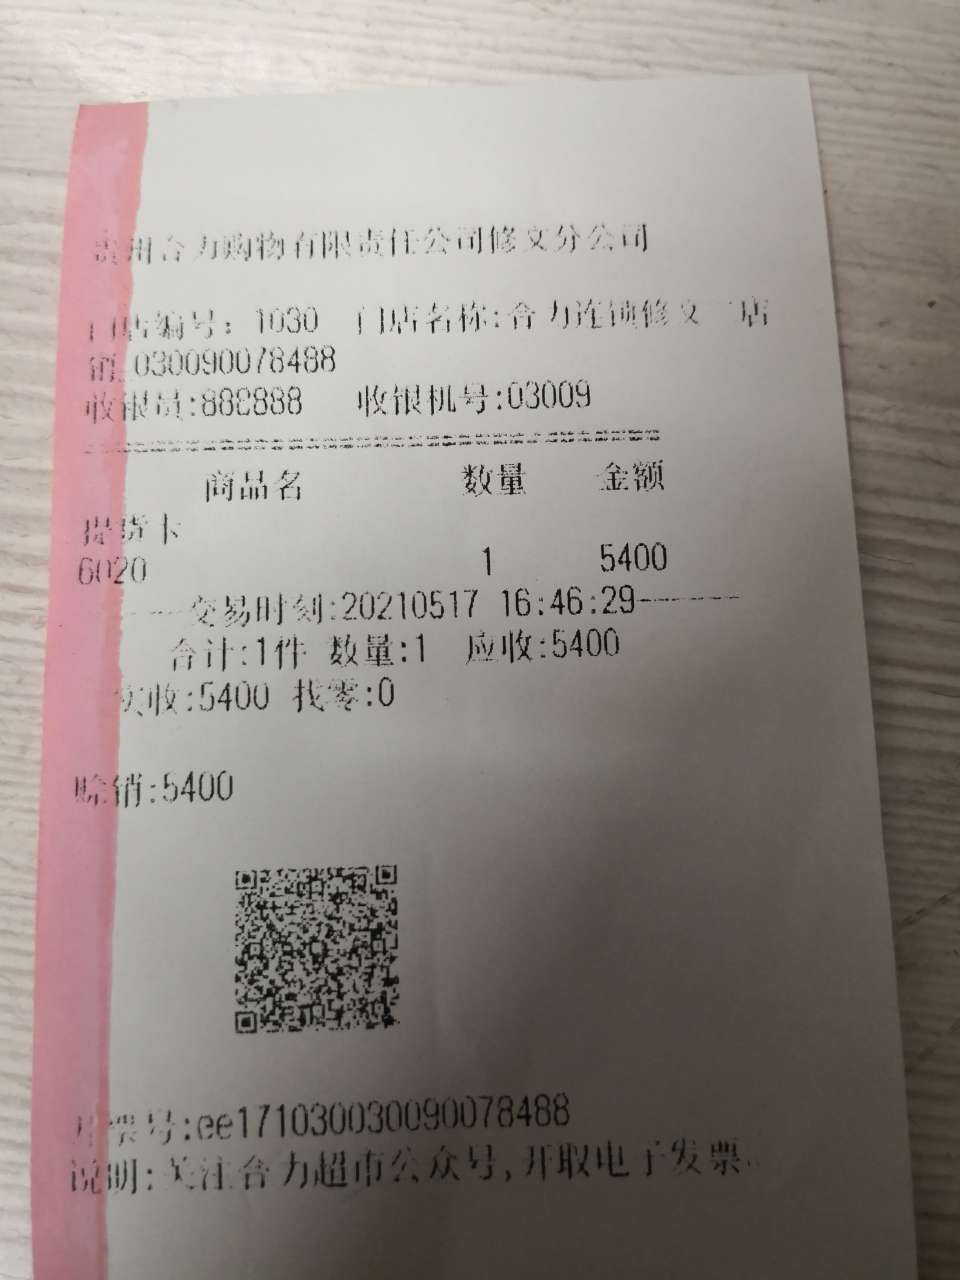 贵州合力购物有限责任公司修文分公司
门店编号: 1030 门店名称:合力连锁修文二店
销_030090078488
收银员:888888 收银机号:03009
商品名 数量 金额
提货卡
6020 1 5400
-----交易时刻:20210517 16:46:29-------
合计:1件 数量:1 应收:5400
实收:5400 找零:0
赊销:5400
开票号:ee171030030090078488
说明:关注合力超市公众号,开取电子发票.